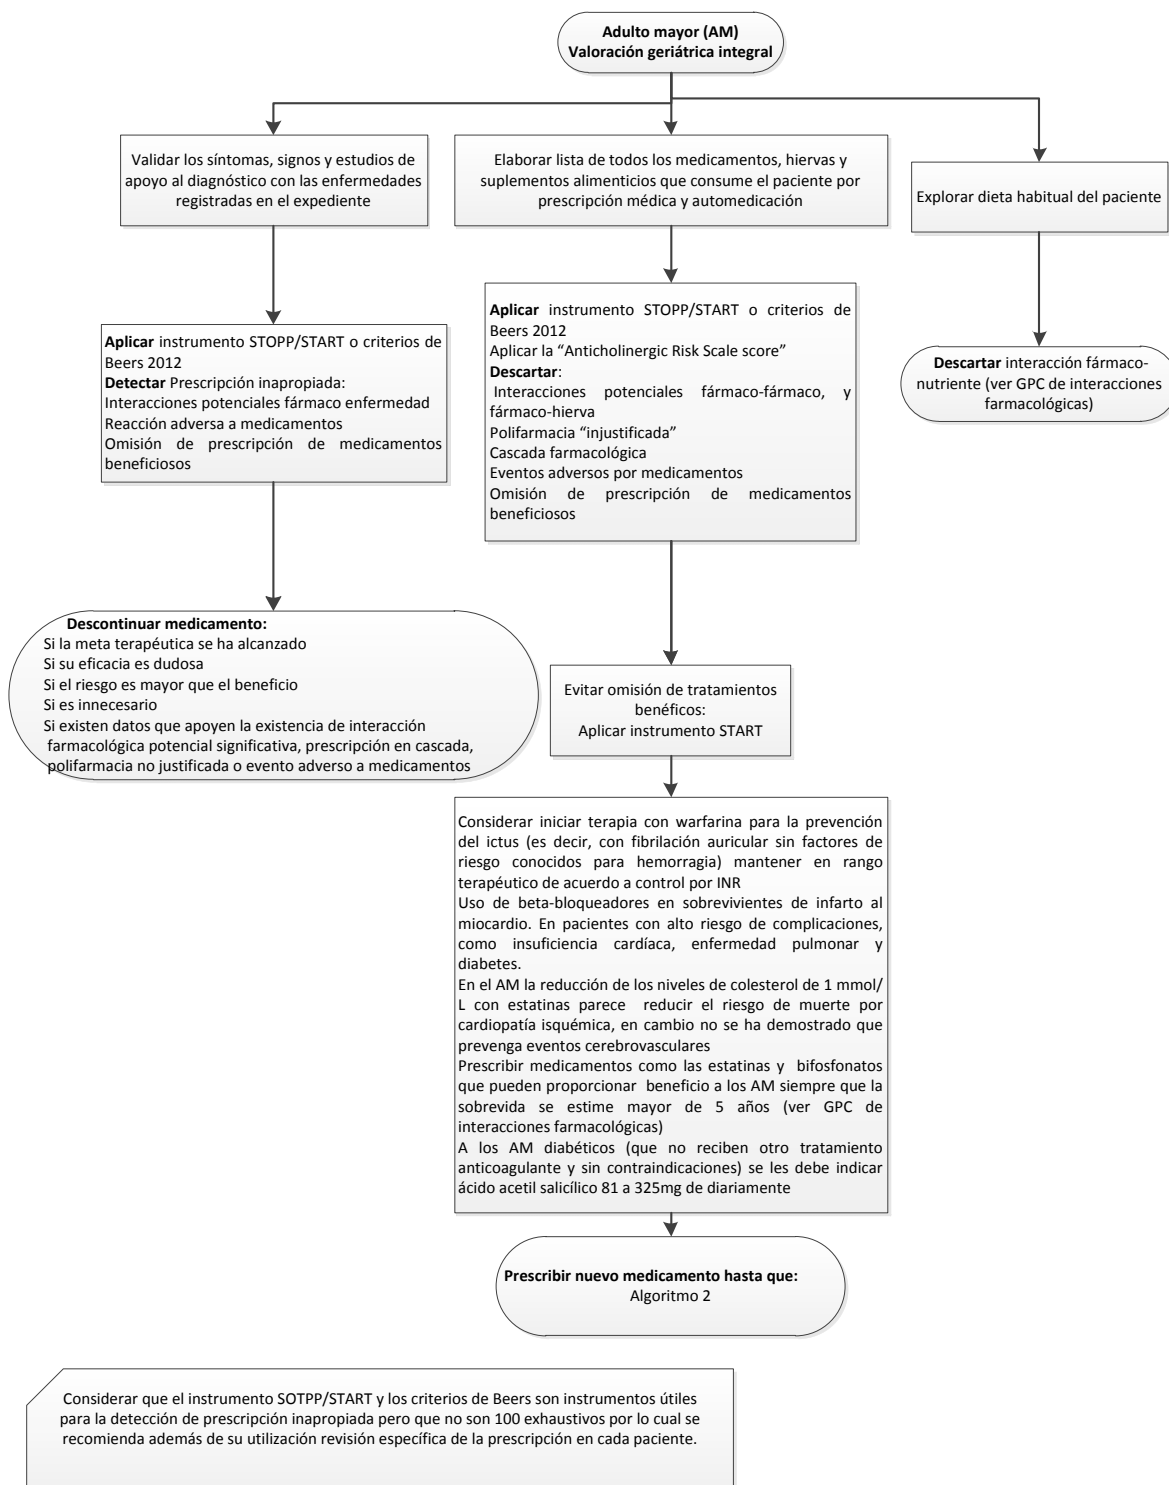 Adulto mayor (AM)
Valoración geriátrica integral
Validar los síntomas, signos y estudios de
apoyo al diagnóstico con las enfermedades
registradas en el expediente
Elaborar lista de todos los medicamentos, hiervas y
suplementos alimenticios que consume el paciente por
prescripción médica y automedicación
Explorar dieta habitual del paciente
Aplicar instrumento STOPP/START o criterios de
Beers 2012
Detectar Prescripción inapropiada:
Interacciones potenciales fármaco enfermedad
Reacción adversa a medicamentos
Omisión de prescripción de medicamentos
beneficiosos
Aplicar instrumento STOPP/START o criterios de
Beers 2012
Aplicar la “Anticholinergic Risk Scale score”
Descartar:
Interacciones potenciales fármaco-fármaco, y
fármaco-hierva
Polifarmacia “injustificada”
Cascada farmacológica
Eventos adversos por medicamentos
Omisión de prescripción de medicamentos
beneficiosos
Descartar interacción fármaco-
nutriente (ver GPC de interacciones
farmacológicas)
Descontinuar medicamento:
Si la meta terapéutica se ha alcanzado
Si su eficacia es dudosa
Si el riesgo es mayor que el beneficio
Si es innecesario
Si existen datos que apoyen la existencia de interacción
farmacológica potencial significativa, prescripción en cascada,
polifarmacia no justificada o evento adverso a medicamentos
Evitar omisión de tratamientos
benéficos:
Aplicar instrumento START
Considerar iniciar terapia con warfarina para la prevención
del ictus (es decir, con fibrilación auricular sin factores de
riesgo conocidos para hemorragia) mantener en rango
terapéutico de acuerdo a control por INR
Uso de beta-bloqueadores en sobrevivientes de infarto al
miocardio. En pacientes con alto riesgo de complicaciones,
como insuficiencia cardíaca, enfermedad pulmonar y
diabetes.
En el AM la reducción de los niveles de colesterol de 1 mmol/
L con estatinas parece reducir el riesgo de muerte por
cardiopatía isquémica, en cambio no se ha demostrado que
prevenga eventos cerebrovasculares
Prescribir medicamentos como las estatinas y bifosfonatos
que pueden proporcionar beneficio a los AM siempre que la
sobrevida se estime mayor de 5 años (ver GPC de
interacciones farmacológicas)
A los AM diabéticos (que no reciben otro tratamiento
anticoagulante y sin contraindicaciones) se les debe indicar
ácido acetil salicílico 81 a 325mg de diariamente
Prescribir nuevo medicamento hasta que:
Algoritmo 2
Considerar que el instrumento SOTPP/START y los criterios de Beers son instrumentos útiles
para la detección de prescripción inapropiada pero que no son 100 exhaustivos por lo cual se
recomienda además de su utilización revisión específica de la prescripción en cada paciente.